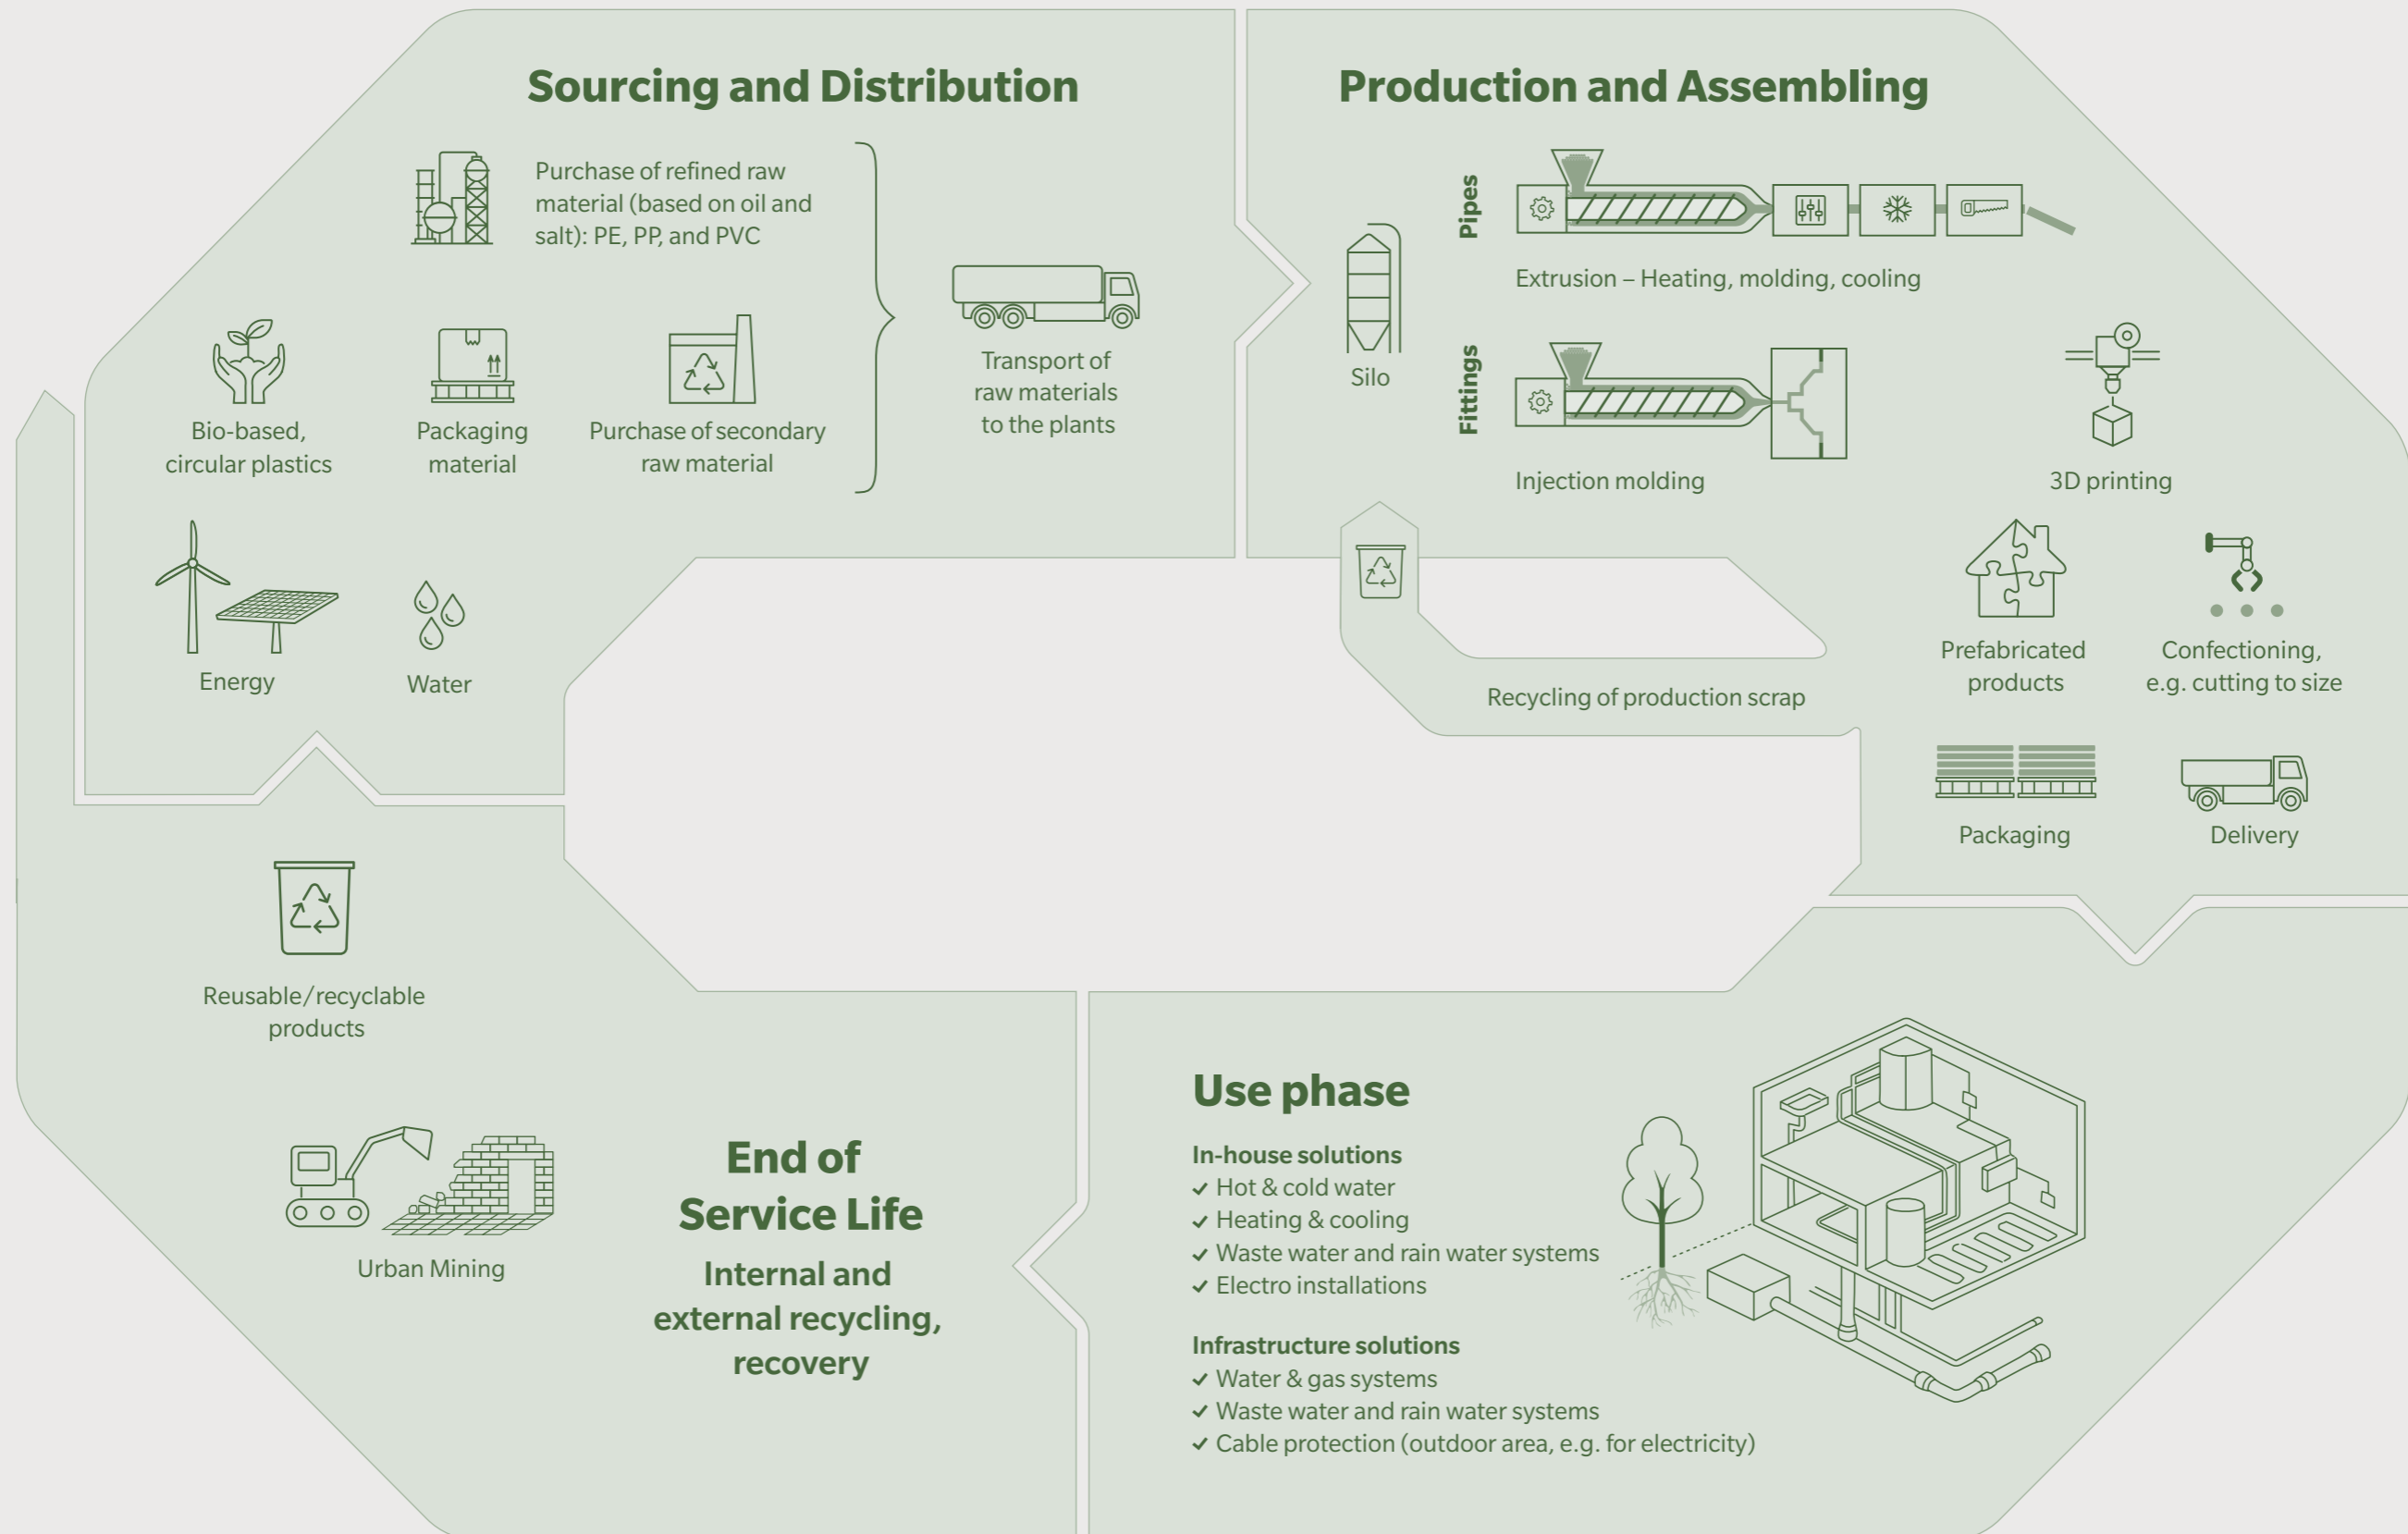 Sourcing and Distribution
Purchase of refined raw
material (based on oil and
salt): PE, PP, and PVC
Bio-based,
circular plastics
Packaging
material
Purchase of secondary
raw material
Transport of
raw materials
to the plants
Energy
Water
Production and Assembling
Silo
Pipes
Extrusion – Heating, molding, cooling
Fittings
Injection molding
3D printing
Recycling of production scrap
Prefabricated
products
Confectioning,
e.g. cutting to size
Packaging
Delivery
Use phase
In-house solutions
✓ Hot & cold water
✓ Heating & cooling
✓ Waste water and rain water systems
✓ Electro installations
Infrastructure solutions
✓ Water & gas systems
✓ Waste water and rain water systems
✓ Cable protection (outdoor area, e.g. for electricity)
End of
Service Life
Internal and
external recycling,
recovery
Reusable/recyclable
products
Urban Mining